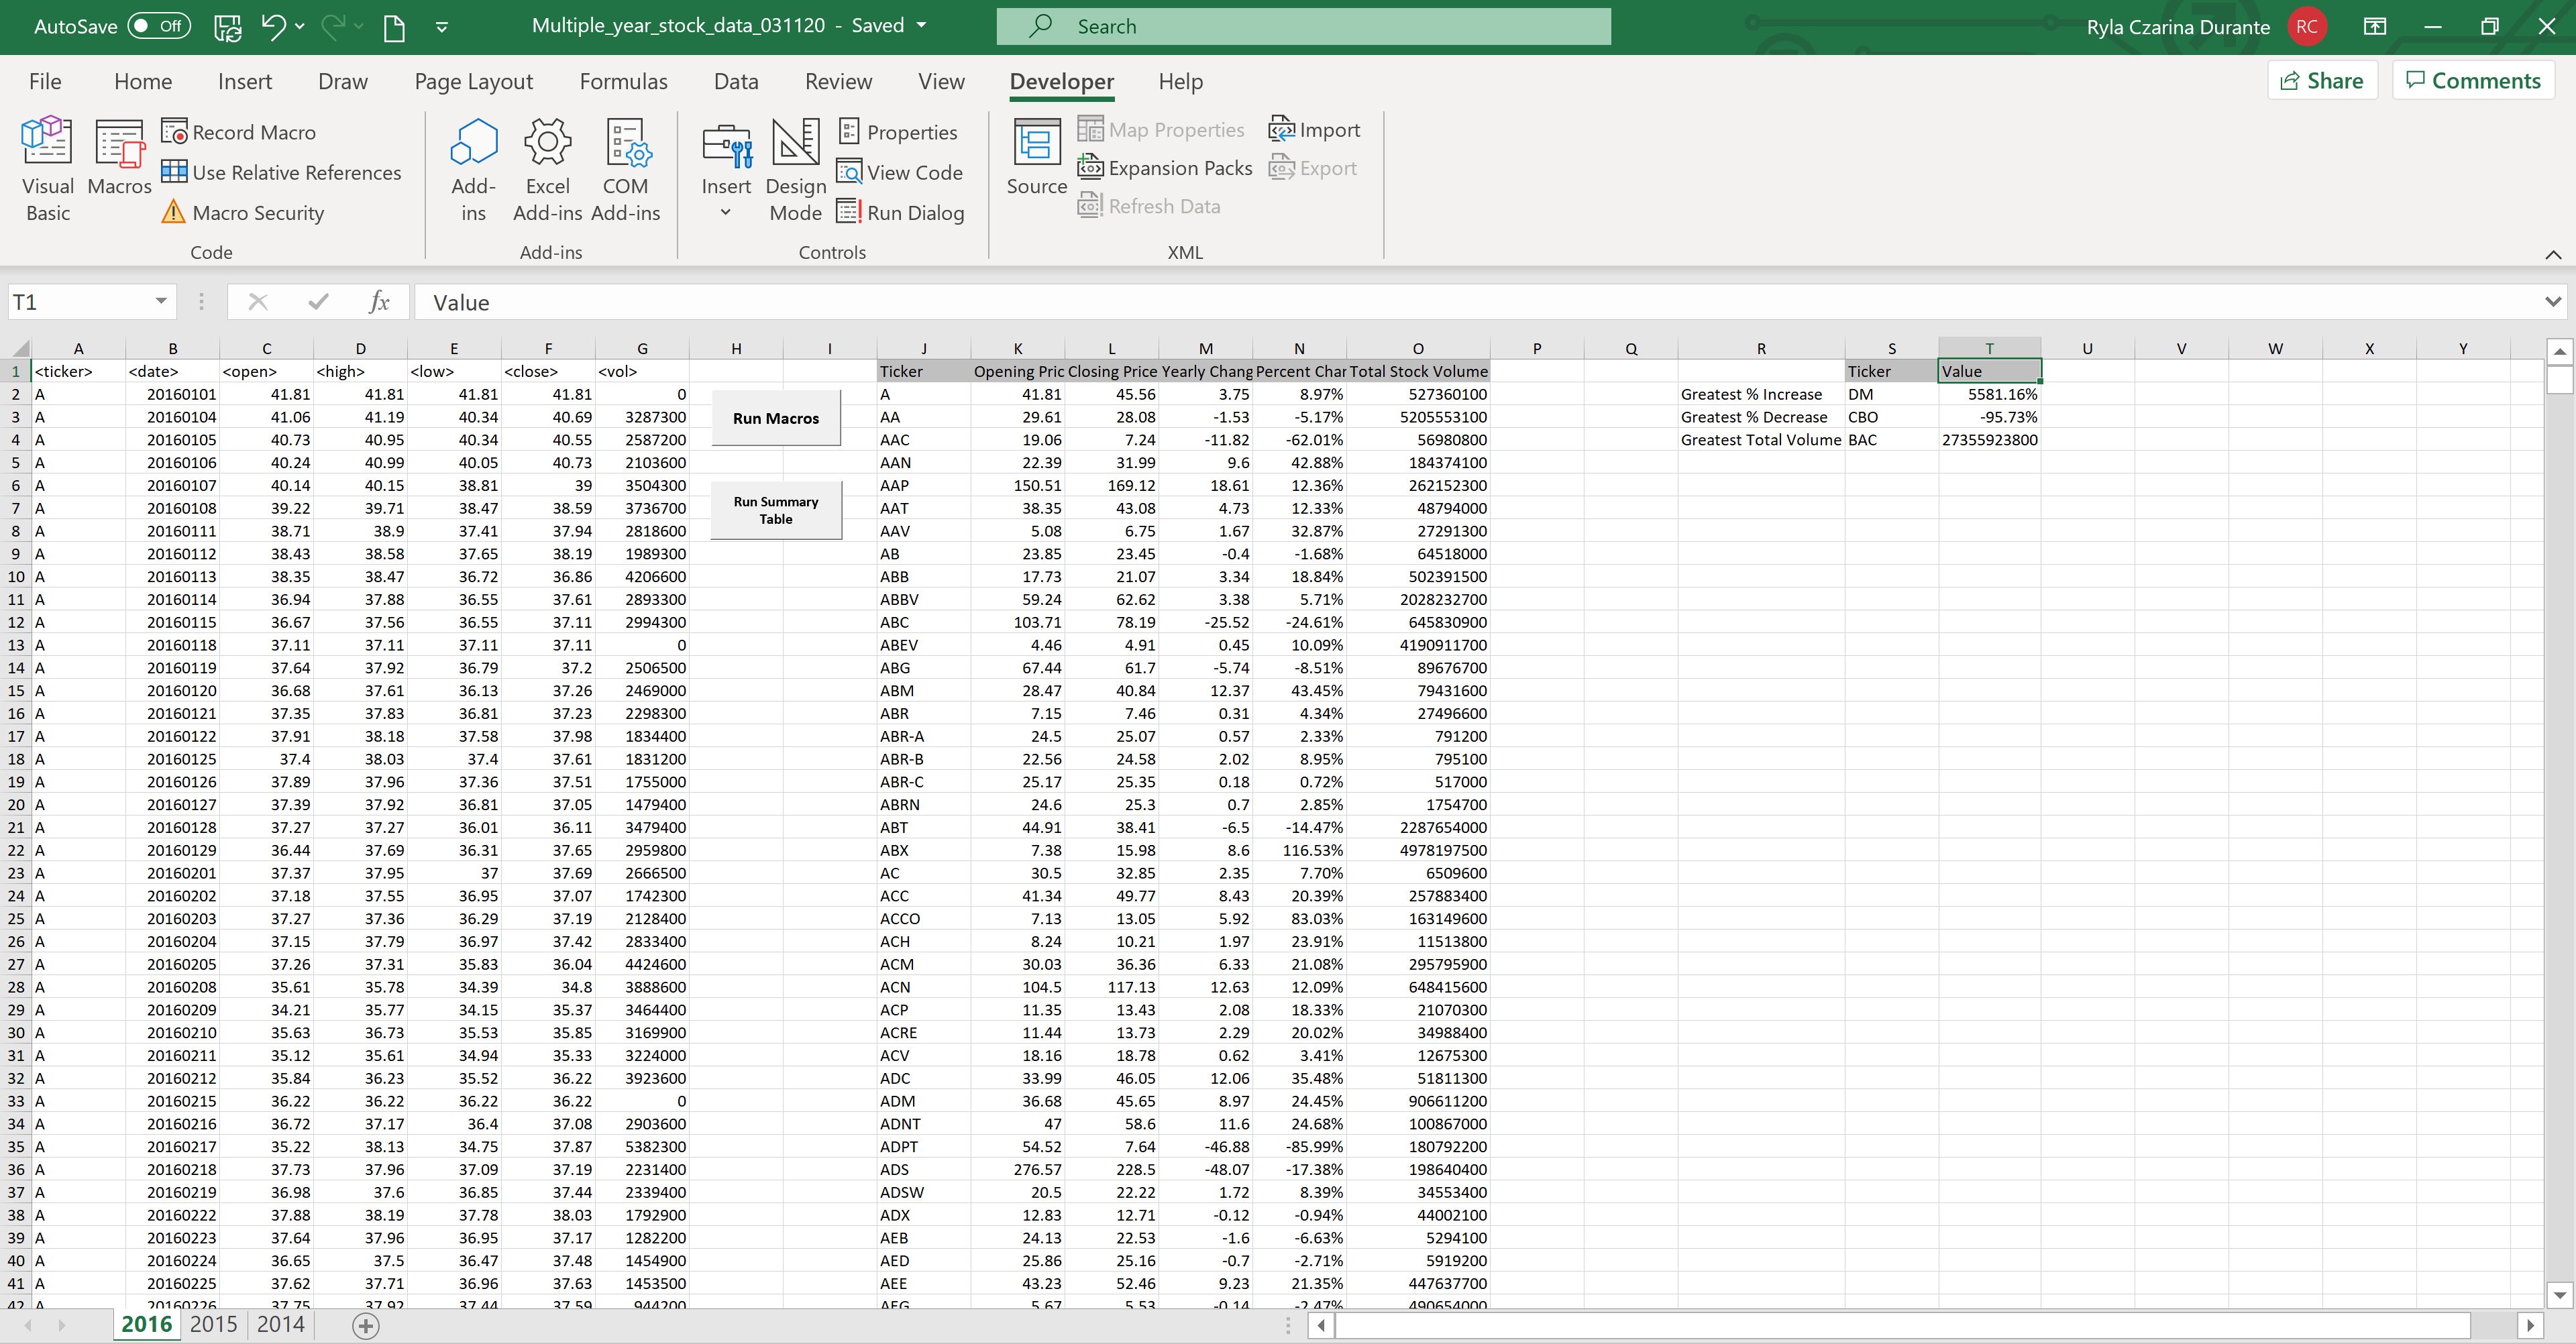 AutoSave Off Multiple_year_stock_data_031120 - Saved Search Ryla Czarina Durante RC
File Home Insert Draw Page Layout Formulas Data Review View Developer Help Share Comments
Visual Basic
Macros
Record Macro
Use Relative References
Macro Security
Code
Add-ins
Excel Add-ins
COM Add-ins
Add-ins
Insert
Design Mode
Properties
View Code
Run Dialog
Controls
Source
Map Properties
Expansion Packs
Refresh Data
Import
Export
XML
T1 fx Value
A B C D E F G H I J K L M N O P Q R S T U V W X Y
1 <ticker> <date> <open> <high> <low> <close> <vol> Ticker Opening Pric Closing Price Yearly Chang Percent Char Total Stock Volume Ticker Value
2 A 20160101 41.81 41.81 41.81 41.81 0 A 41.81 45.56 3.75 8.97% 527360100 Greatest % Increase DM 5581.16%
3 A 20160104 41.06 41.19 40.34 40.69 3287300 Run Macros AA 29.61 28.08 -1.53 -5.17% 5205553100 Greatest % Decrease CBO -95.73%
4 A 20160105 40.73 40.95 40.34 40.55 2587200 AAC 19.06 7.24 -11.82 -62.01% 56980800 Greatest Total Volume BAC 27355923800
5 A 20160106 40.24 40.99 40.05 40.73 2103600 AAN 22.39 31.99 9.6 42.88% 184374100
6 A 20160107 40.14 40.15 38.81 39 3504300 AAP 150.51 169.12 18.61 12.36% 262152300
7 A 20160108 39.22 39.71 38.47 38.59 3736700 Run Summary Table AAT 38.35 43.08 4.73 12.33% 48794000
8 A 20160111 38.71 38.9 37.41 37.94 2818600 AAV 5.08 6.75 1.67 32.87% 27291300
9 A 20160112 38.43 38.58 37.65 38.19 1989300 AB 23.85 23.45 -0.4 -1.68% 64518000
10 A 20160113 38.35 38.47 36.72 36.86 4206600 ABB 17.73 21.07 3.34 18.84% 502391500
11 A 20160114 36.94 37.88 36.55 37.61 2893300 ABBV 59.24 62.62 3.38 5.71% 2028232700
12 A 20160115 36.67 37.56 36.55 37.11 2994300 ABC 103.71 78.19 -25.52 -24.61% 645830900
13 A 20160118 37.11 37.11 37.11 37.11 0 ABEV 4.46 4.91 0.45 10.09% 4190911700
14 A 20160119 37.64 37.92 36.79 37.2 2506500 ABG 67.44 61.7 -5.74 -8.51% 89676700
15 A 20160120 36.68 37.61 36.13 37.26 2469000 ABM 28.47 40.84 12.37 43.45% 79431600
16 A 20160121 37.35 37.83 36.81 37.23 2298300 ABR 7.15 7.46 0.31 4.34% 27496600
17 A 20160122 37.91 38.18 37.58 37.98 1834400 ABR-A 24.5 25.07 0.57 2.33% 791200
18 A 20160125 37.4 38.03 37.4 37.61 1831200 ABR-B 22.56 24.58 2.02 8.95% 795100
19 A 20160126 37.89 37.96 37.36 37.51 1755000 ABR-C 25.17 25.35 0.18 0.72% 517000
20 A 20160127 37.39 37.92 36.81 37.05 1479400 ABRN 24.6 25.3 0.7 2.85% 1754700
21 A 20160128 37.27 37.27 36.01 36.11 3479400 ABT 44.91 38.41 -6.5 -14.47% 2287654000
22 A 20160129 36.44 37.69 36.31 37.65 2959800 ABX 7.38 15.98 8.6 116.53% 4978197500
23 A 20160201 37.37 37.95 37 37.69 2666500 AC 30.5 32.85 2.35 7.70% 6509600
24 A 20160202 37.18 37.55 36.95 37.07 1742300 ACC 41.34 49.77 8.43 20.39% 257883400
25 A 20160203 37.27 37.36 36.29 37.19 2128400 ACCO 7.13 13.05 5.92 83.03% 163149600
26 A 20160204 37.15 37.79 36.97 37.42 2833400 ACH 8.24 10.21 1.97 23.91% 11513800
27 A 20160205 37.26 37.31 35.83 36.04 4424600 ACM 30.03 36.36 6.33 21.08% 295795900
28 A 20160208 35.61 35.78 34.39 34.8 3888600 ACN 104.5 117.13 12.63 12.09% 648415600
29 A 20160209 34.21 35.77 34.15 35.37 3464400 ACP 11.35 13.43 2.08 18.33% 21070300
30 A 20160210 35.63 36.73 35.53 35.85 3169900 ACRE 11.44 13.73 2.29 20.02% 34988400
31 A 20160211 35.12 35.61 34.94 35.33 3224000 ACV 18.16 18.78 0.62 3.41% 12675300
32 A 20160212 35.84 36.23 35.52 36.22 3923600 ADC 33.99 46.05 12.06 35.48% 51811300
33 A 20160215 36.22 36.22 36.22 36.22 0 ADM 36.68 45.65 8.97 24.45% 906611200
34 A 20160216 36.72 37.17 36.4 37.08 2903600 ADNT 47 58.6 11.6 24.68% 100867000
35 A 20160217 35.22 38.13 34.75 37.87 5382300 ADPT 54.52 7.64 -46.88 -85.99% 180792200
36 A 20160218 37.73 37.96 37.09 37.19 2231400 ADS 276.57 228.5 -48.07 -17.38% 198640400
37 A 20160219 36.98 37.6 36.85 37.44 2339400 ADSW 20.5 22.22 1.72 8.39% 34553400
38 A 20160222 37.88 38.19 37.78 38.03 1792900 ADX 12.83 12.71 -0.12 -0.94% 44002100
39 A 20160223 37.64 37.96 36.95 37.17 1282200 AEB 24.13 22.53 -1.6 -6.63% 5294100
40 A 20160224 36.65 37.5 36.47 37.48 1454900 AED 25.86 25.16 -0.7 -2.71% 5919200
41 A 20160225 37.62 37.71 36.96 37.63 1453500 AEE 43.23 52.46 9.23 21.35% 447637700
42 A 20160226 37.75 37.92 37.44 37.59 944200 AEG 5.67 5.53 -0.14 -2.47% 490654000
2016 2015 2014